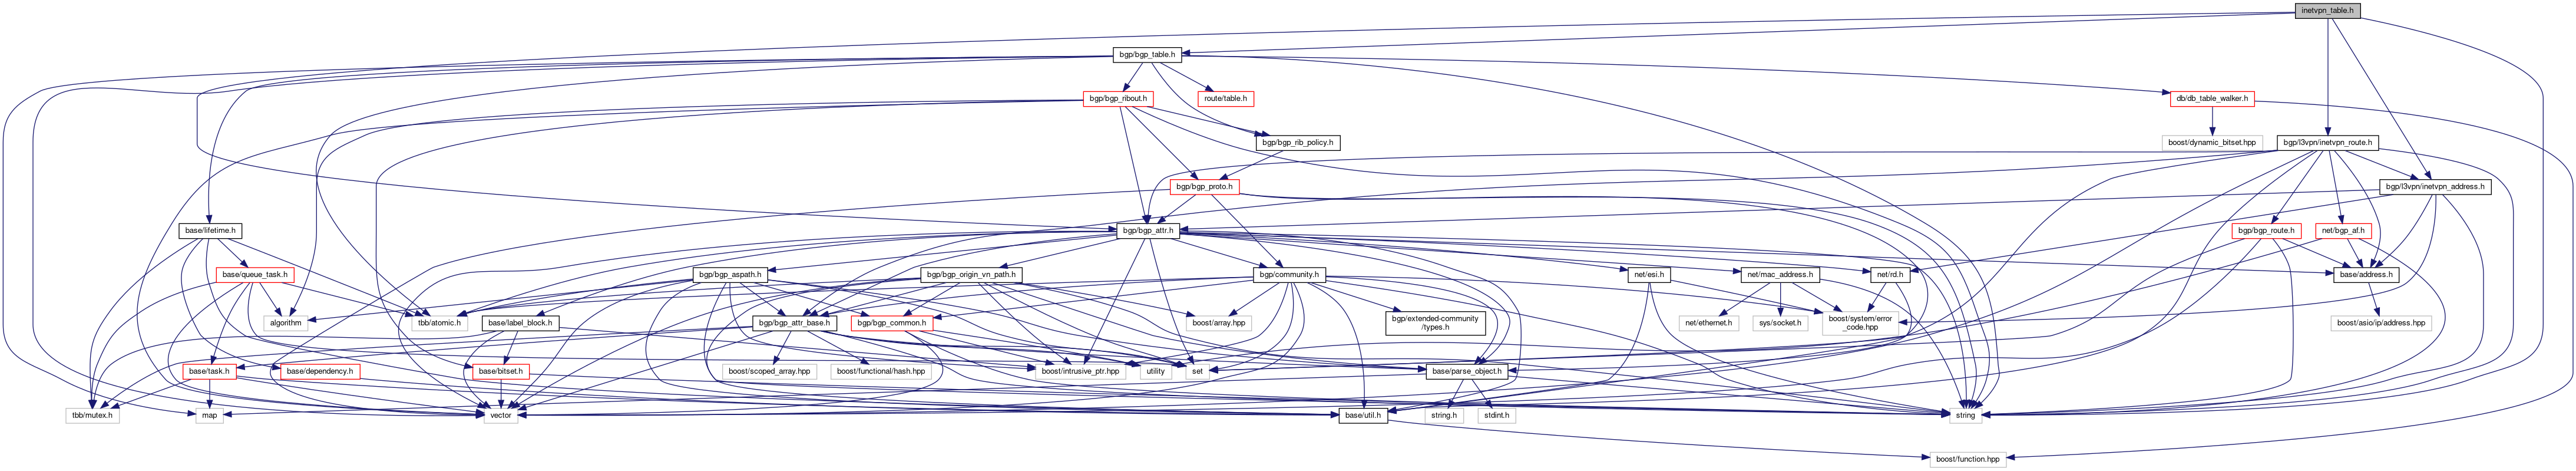 inetvpn_table.h
bgp/bgp_table.h
bgp/bgp_ribout.h
route/table.h
db/db_table_walker.h
bgp/bgp_rib_policy.h
boost/dynamic_bitset.hpp
bgp/l3vpn/inetvpn_route.h
bgp/bgp_proto.h
bgp/l3vpn/inetvpn_address.h
base/lifetime.h
bgp/bgp_attr.h
bgp/bgp_route.h
net/bgp_af.h
base/queue_task.h
bgp/bgp_aspath.h
bgp/bgp_origin_vn_path.h
bgp/community.h
net/esi.h
net/mac_address.h
net/rd.h
base/address.h
algorithm
tbb/atomic.h
base/label_block.h
bgp/bgp_attr_base.h
bgp/bgp_common.h
boost/array.hpp
bgp/extended-community
/types.h
net/ethernet.h
sys/socket.h
boost/system/error
_code.hpp
boost/asio/ip/address.hpp
base/task.h
base/dependency.h
base/bitset.h
boost/scoped_array.hpp
boost/functional/hash.hpp
boost/intrusive_ptr.hpp
utility
set
base/parse_object.h
tbb/mutex.h
map
vector
base/util.h
string.h
stdint.h
string
boost/function.hpp